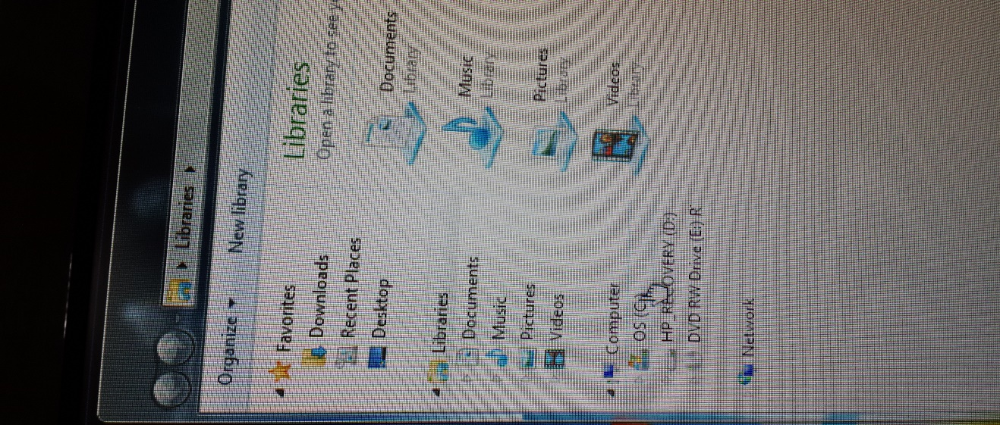 Libraries
Organize
New library
Favorites
Downloads
Recent Places
Desktop
Libraries
Documents
Music
Pictures
Videos
Computer
OS (C:)
HP_RECOVERY (D:)
DVD RW Drive (E:) R
Network
Libraries
Open a library to see y
Documents
Library
Music
Library
Pictures
Library
Videos
Library